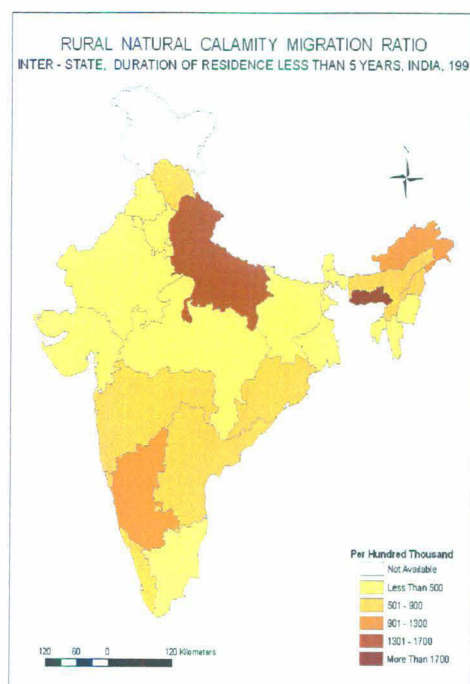 RURAL NATURAL CALAMITY MIGRATION RATIO
INTER - STATE, DURATION OF RESIDENCE LESS THAN 5 YEARS, INDIA, 199
Per Hundred Thousand
Not Available
Less Than 500
501 - 900
901 - 1300
1301 - 1700
More Than 1700
120 60 0 120 Kilometers